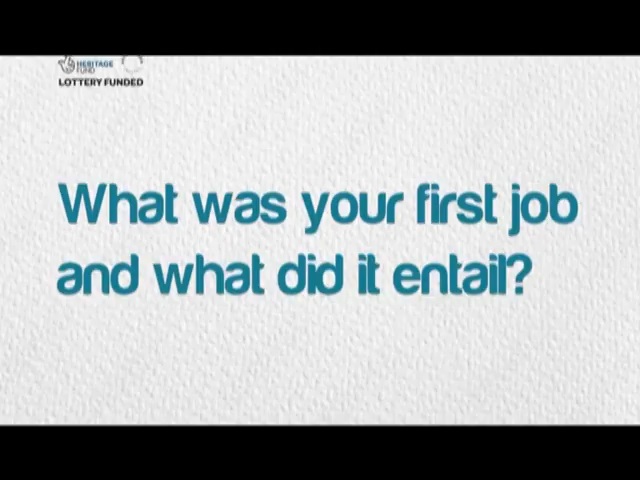 HERITAGE
FUND
LOTTERY FUNDED
What was your first job
and what did it entail?